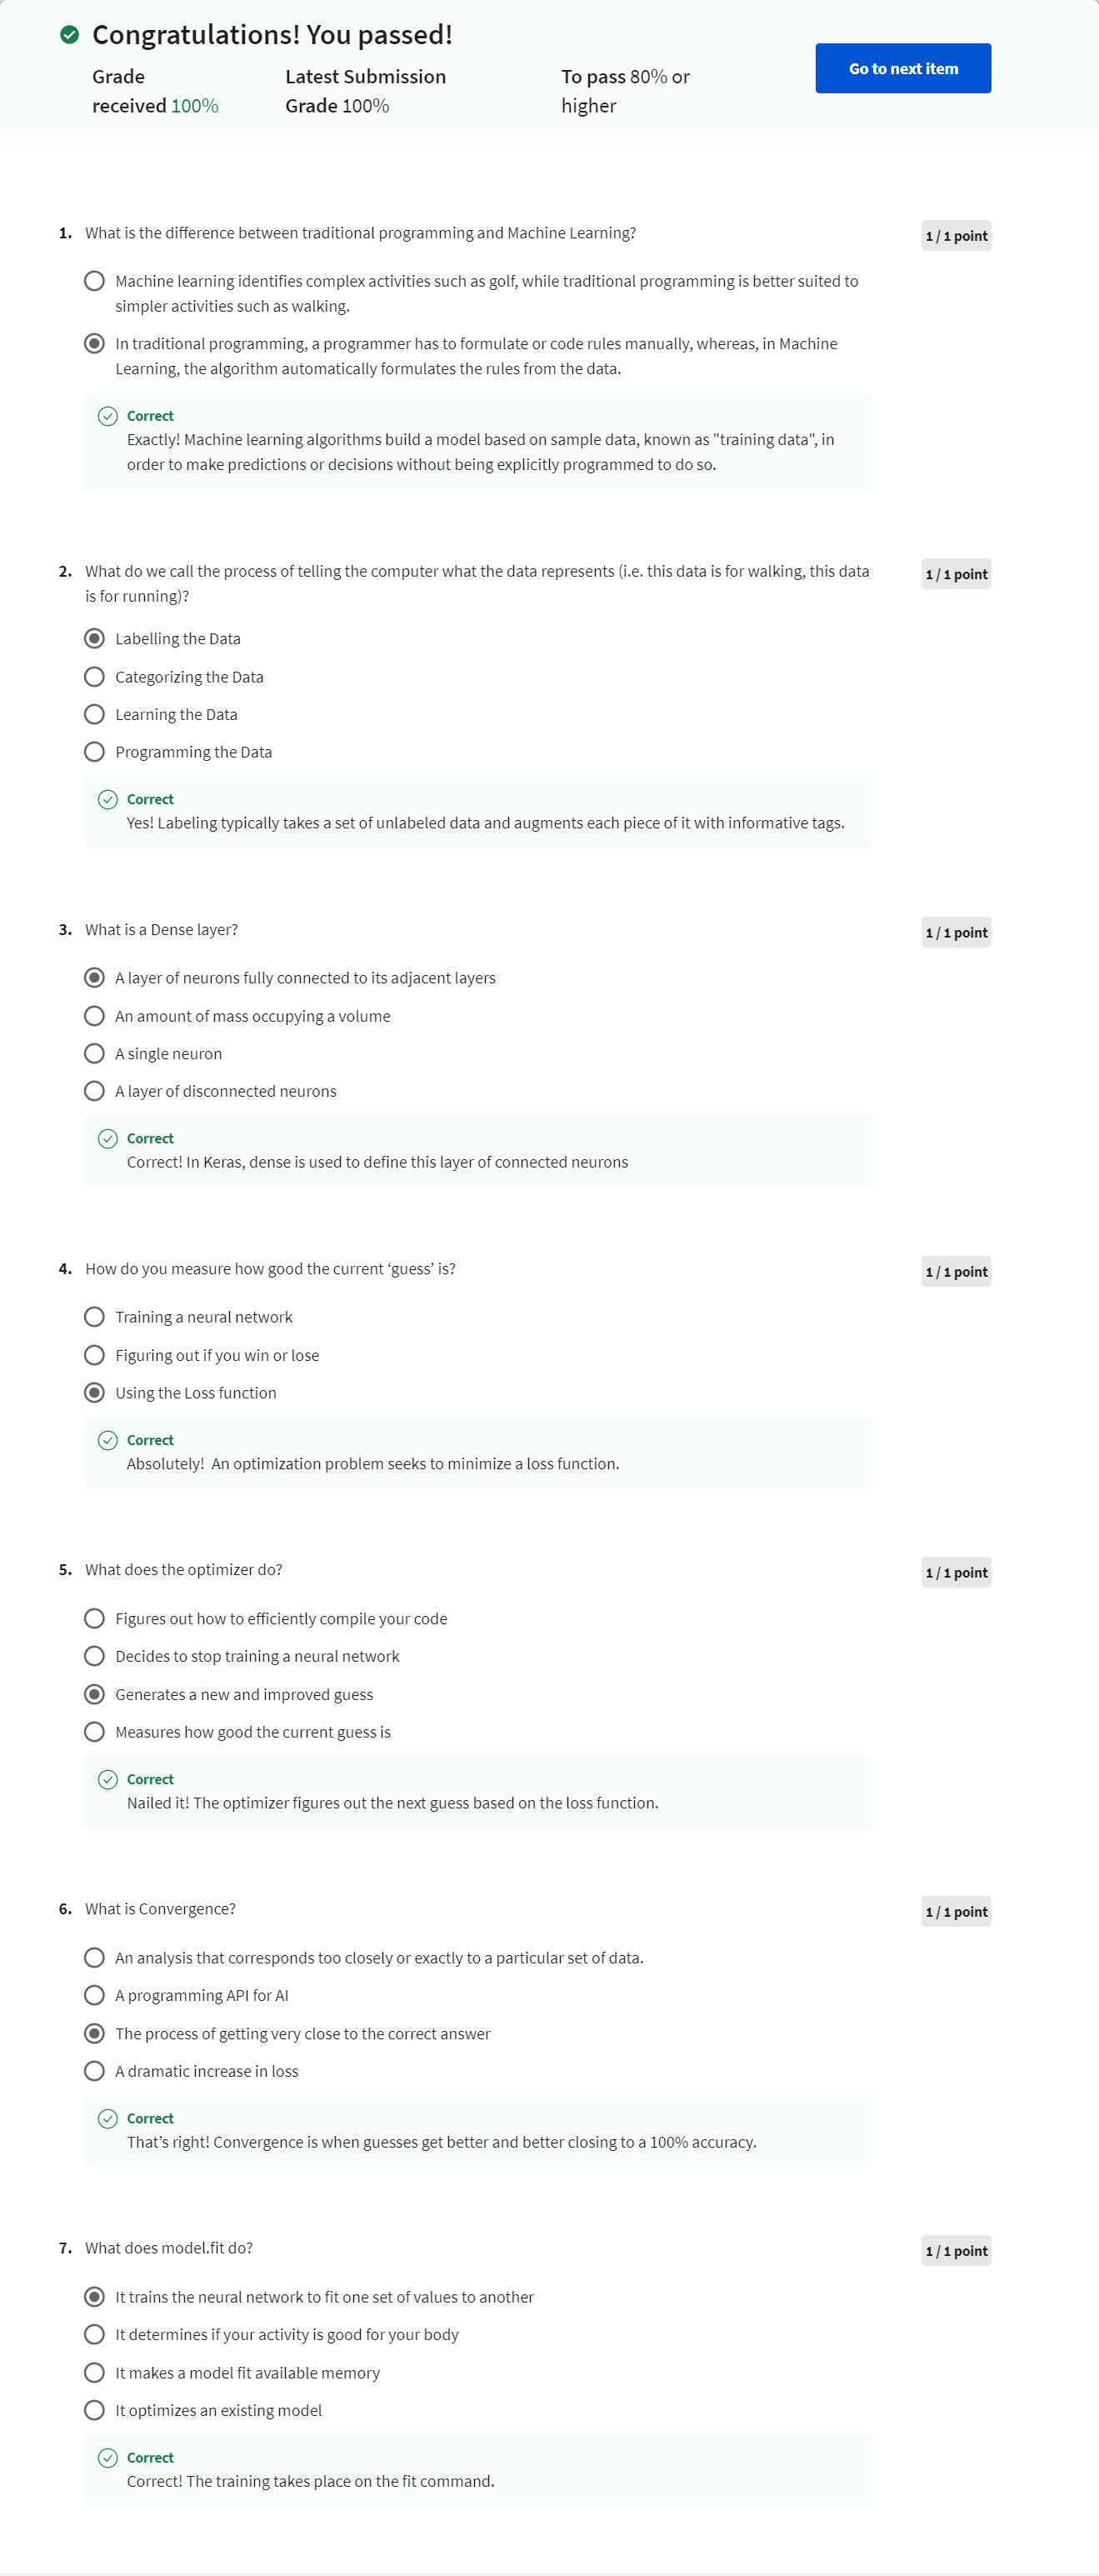 Congratulations! You passed!
Grade received 100%
Latest Submission Grade 100%
To pass 80% or higher
Go to next item
1. What is the difference between traditional programming and Machine Learning?
1 / 1 point
Machine learning identifies complex activities such as golf, while traditional programming is better suited to
simpler activities such as walking.
In traditional programming, a programmer has to formulate or code rules manually, whereas, in Machine
Learning, the algorithm automatically formulates the rules from the data.
Correct
Exactly! Machine learning algorithms build a model based on sample data, known as "training data", in
order to make predictions or decisions without being explicitly programmed to do so.
2. What do we call the process of telling the computer what the data represents (i.e. this data is for walking, this data
is for running)?
1 / 1 point
Labelling the Data
Categorizing the Data
Learning the Data
Programming the Data
Correct
Yes! Labeling typically takes a set of unlabeled data and augments each piece of it with informative tags.
3. What is a Dense layer?
1 / 1 point
A layer of neurons fully connected to its adjacent layers
An amount of mass occupying a volume
A single neuron
A layer of disconnected neurons
Correct
Correct! In Keras, dense is used to define this layer of connected neurons
4. How do you measure how good the current ‘guess’ is?
1 / 1 point
Training a neural network
Figuring out if you win or lose
Using the Loss function
Correct
Absolutely!  An optimization problem seeks to minimize a loss function.
5. What does the optimizer do?
1 / 1 point
Figures out how to efficiently compile your code
Decides to stop training a neural network
Generates a new and improved guess
Measures how good the current guess is
Correct
Nailed it! The optimizer figures out the next guess based on the loss function.
6. What is Convergence?
1 / 1 point
An analysis that corresponds too closely or exactly to a particular set of data.
A programming API for AI
The process of getting very close to the correct answer
A dramatic increase in loss
Correct
That’s right! Convergence is when guesses get better and better closing to a 100% accuracy.
7. What does model.fit do?
1 / 1 point
It trains the neural network to fit one set of values to another
It determines if your activity is good for your body
It makes a model fit available memory
It optimizes an existing model
Correct
Correct! The training takes place on the fit command.